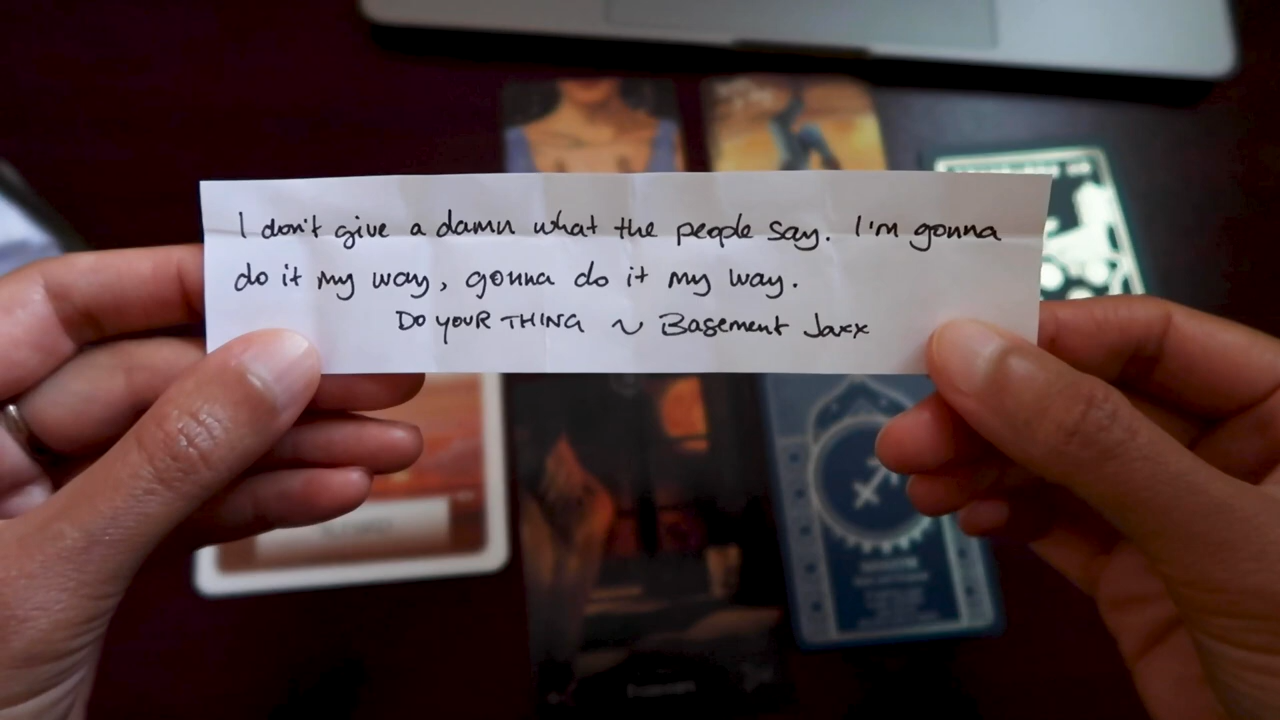 I don't give a damn what the people say. I'm gonna
do it my way, gonna do it my way.
DO YOUR THING ~ Basement Jaxx